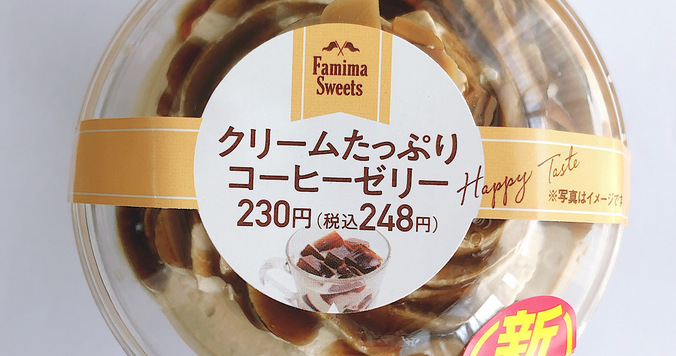 Famima
Sweets
クリームたっぷり
コーヒーゼリー
230円(税込248円)
Happy Taste
※写真はイメージです
新